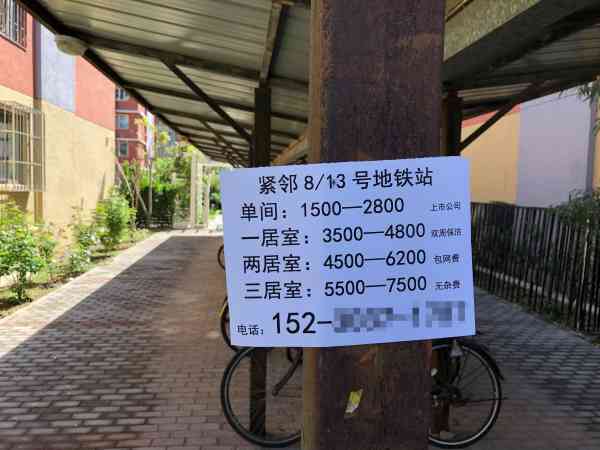 紧邻 8/13 号地铁站
单间：1500—2800 上市公司
一居室：3500—4800 双周保洁
两居室：4500—6200 包网费
三居室：5500—7500 无杂费
电话：152-